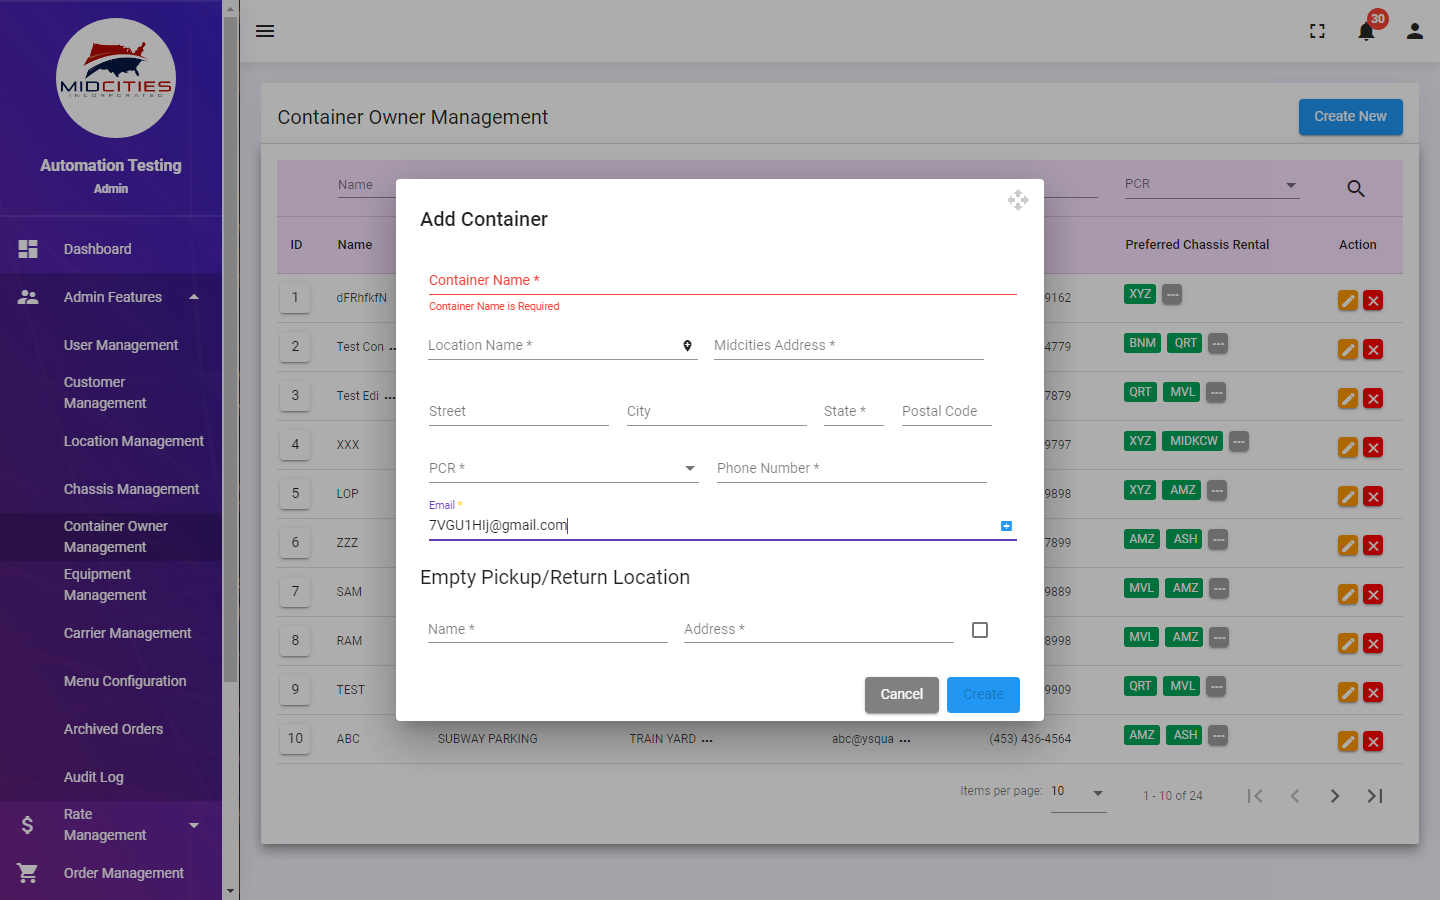 MIDCITIES
INCORPORATED
Automation Testing
Admin
Dashboard
Admin Features
User Management
Customer
Management
Location Management
Chassis Management
Container Owner
Management
Equipment
Management
Carrier Management
Menu Configuration
Archived Orders
Audit Log
Rate
Management
Order Management
30
Container Owner Management
Create New
Name
PCR
ID
Name
Preferred Chassis Rental
Action
1 dFRhfkfN 9162 XYZ ---
2 Test Con ... 4779 BNM QRT ---
3 Test Edi ... 7879 QRT MVL ---
4 XXX 9797 XYZ MIDKCW ---
5 LOP 9898 XYZ AMZ ---
6 ZZZ 7899 AMZ ASH ---
7 SAM 9889 MVL AMZ ---
8 RAM 8998 MVL AMZ ---
9 TEST 9909 QRT MVL ---
10 ABC SUBWAY PARKING TRAIN YARD ... abc@ysqua ... (453) 436-4564 AMZ ASH ---
Items per page: 10 1 - 10 of 24
Add Container
Container Name *
Container Name is Required
Location Name *
Midcities Address *
Street
City
State *
Postal Code
PCR *
Phone Number *
Email *
7VGU1HIj@gmail.com
Empty Pickup/Return Location
Name *
Address *
Cancel
Create